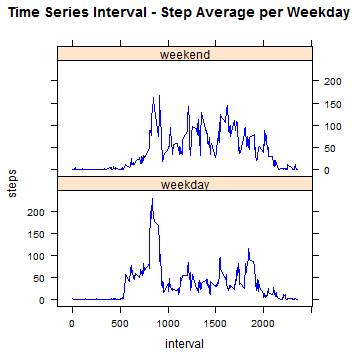 Time Series Interval - Step Average per Weekday
weekend
200
150
100
50
0
weekday
200
150
100
50
0
steps
0 500 1000 1500 2000
interval